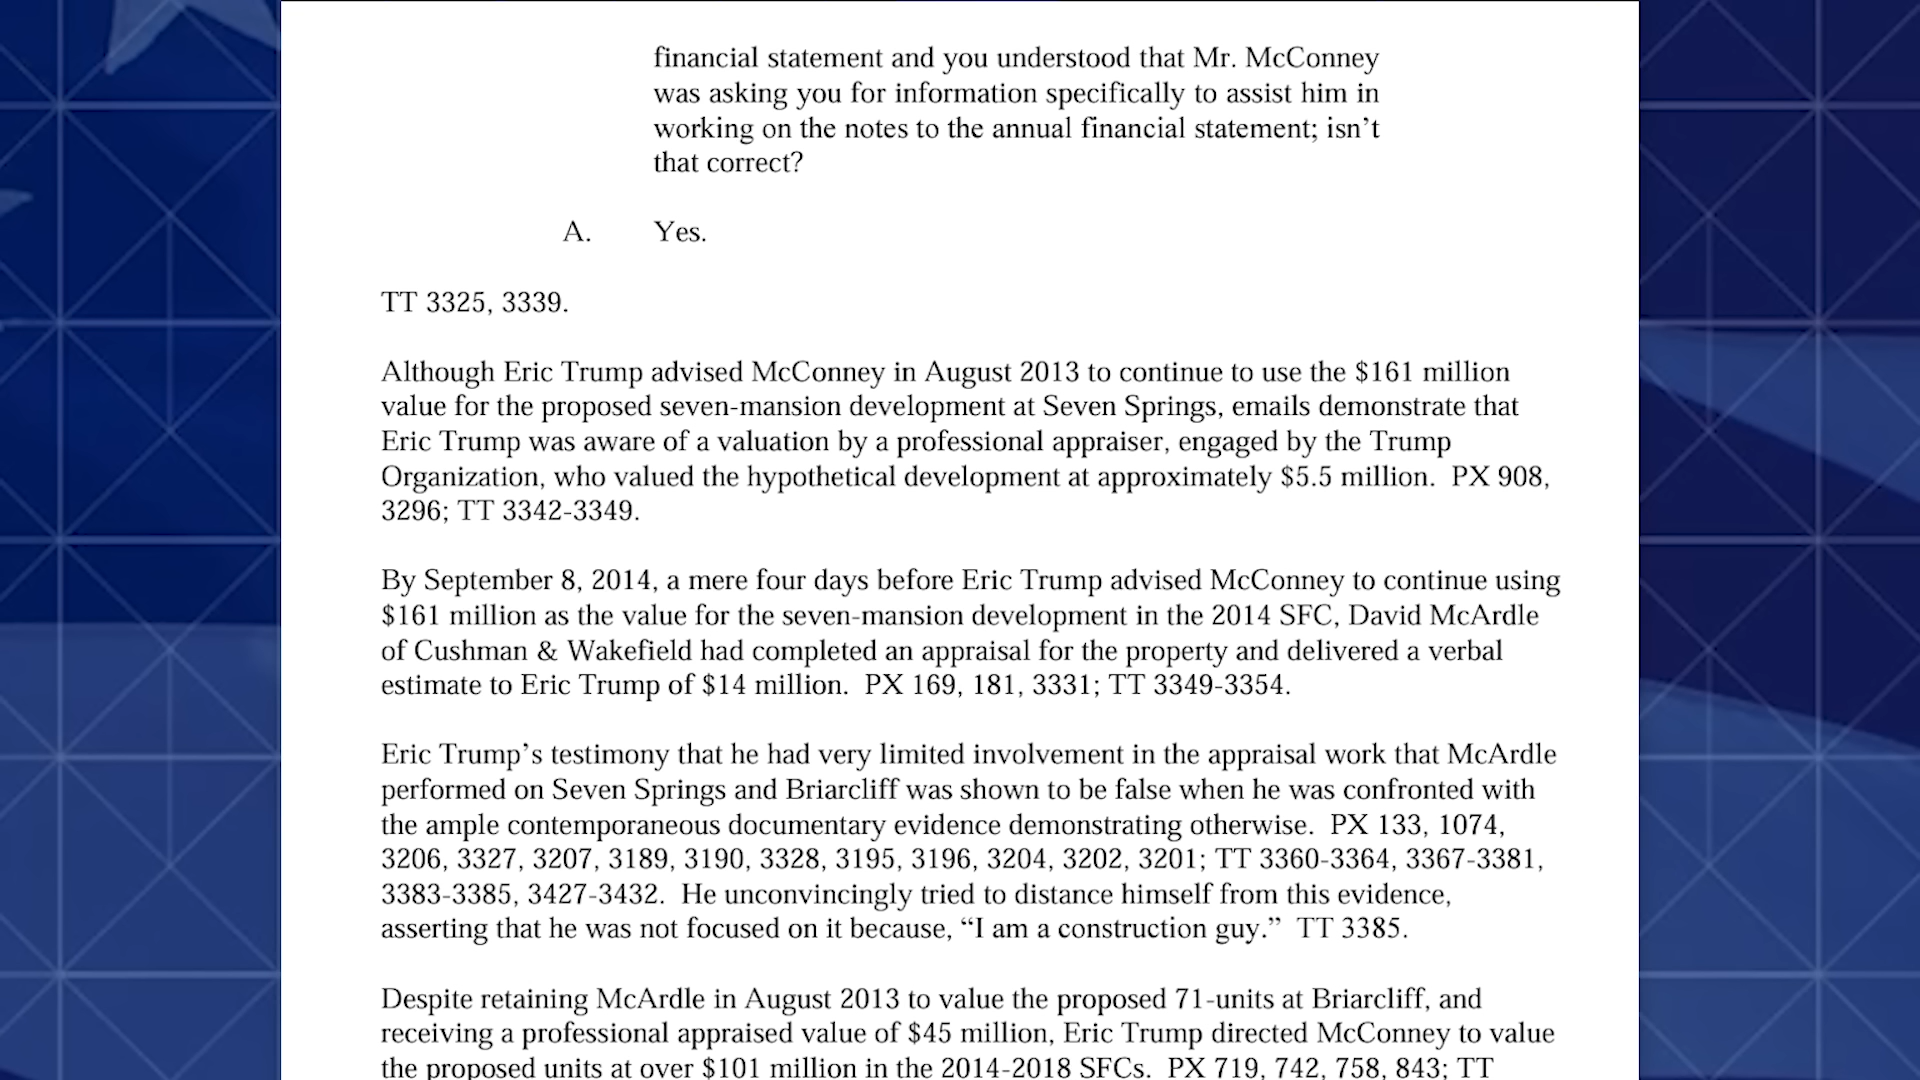 financial statement and you understood that Mr. McConney
was asking you for information specifically to assist him in
working on the notes to the annual financial statement; isn’t
that correct?
A. Yes.
TT 3325, 3339.
Although Eric Trump advised McConney in August 2013 to continue to use the $161 million
value for the proposed seven-mansion development at Seven Springs, emails demonstrate that
Eric Trump was aware of a valuation by a professional appraiser, engaged by the Trump
Organization, who valued the hypothetical development at approximately $5.5 million. PX 908,
3296; TT 3342-3349.
By September 8, 2014, a mere four days before Eric Trump advised McConney to continue using
$161 million as the value for the seven-mansion development in the 2014 SFC, David McArdle
of Cushman & Wakefield had completed an appraisal for the property and delivered a verbal
estimate to Eric Trump of $14 million. PX 169, 181, 3331; TT 3349-3354.
Eric Trump’s testimony that he had very limited involvement in the appraisal work that McArdle
performed on Seven Springs and Briarcliff was shown to be false when he was confronted with
the ample contemporaneous documentary evidence demonstrating otherwise. PX 133, 1074,
3206, 3327, 3207, 3189, 3190, 3328, 3195, 3196, 3204, 3202, 3201; TT 3360-3364, 3367-3381,
3383-3385, 3427-3432. He unconvincingly tried to distance himself from this evidence,
asserting that he was not focused on it because, “I am a construction guy.” TT 3385.
Despite retaining McArdle in August 2013 to value the proposed 71-units at Briarcliff, and
receiving a professional appraised value of $45 million, Eric Trump directed McConney to value
the proposed units at over $101 million in the 2014-2018 SFCs. PX 719, 742, 758, 843; TT